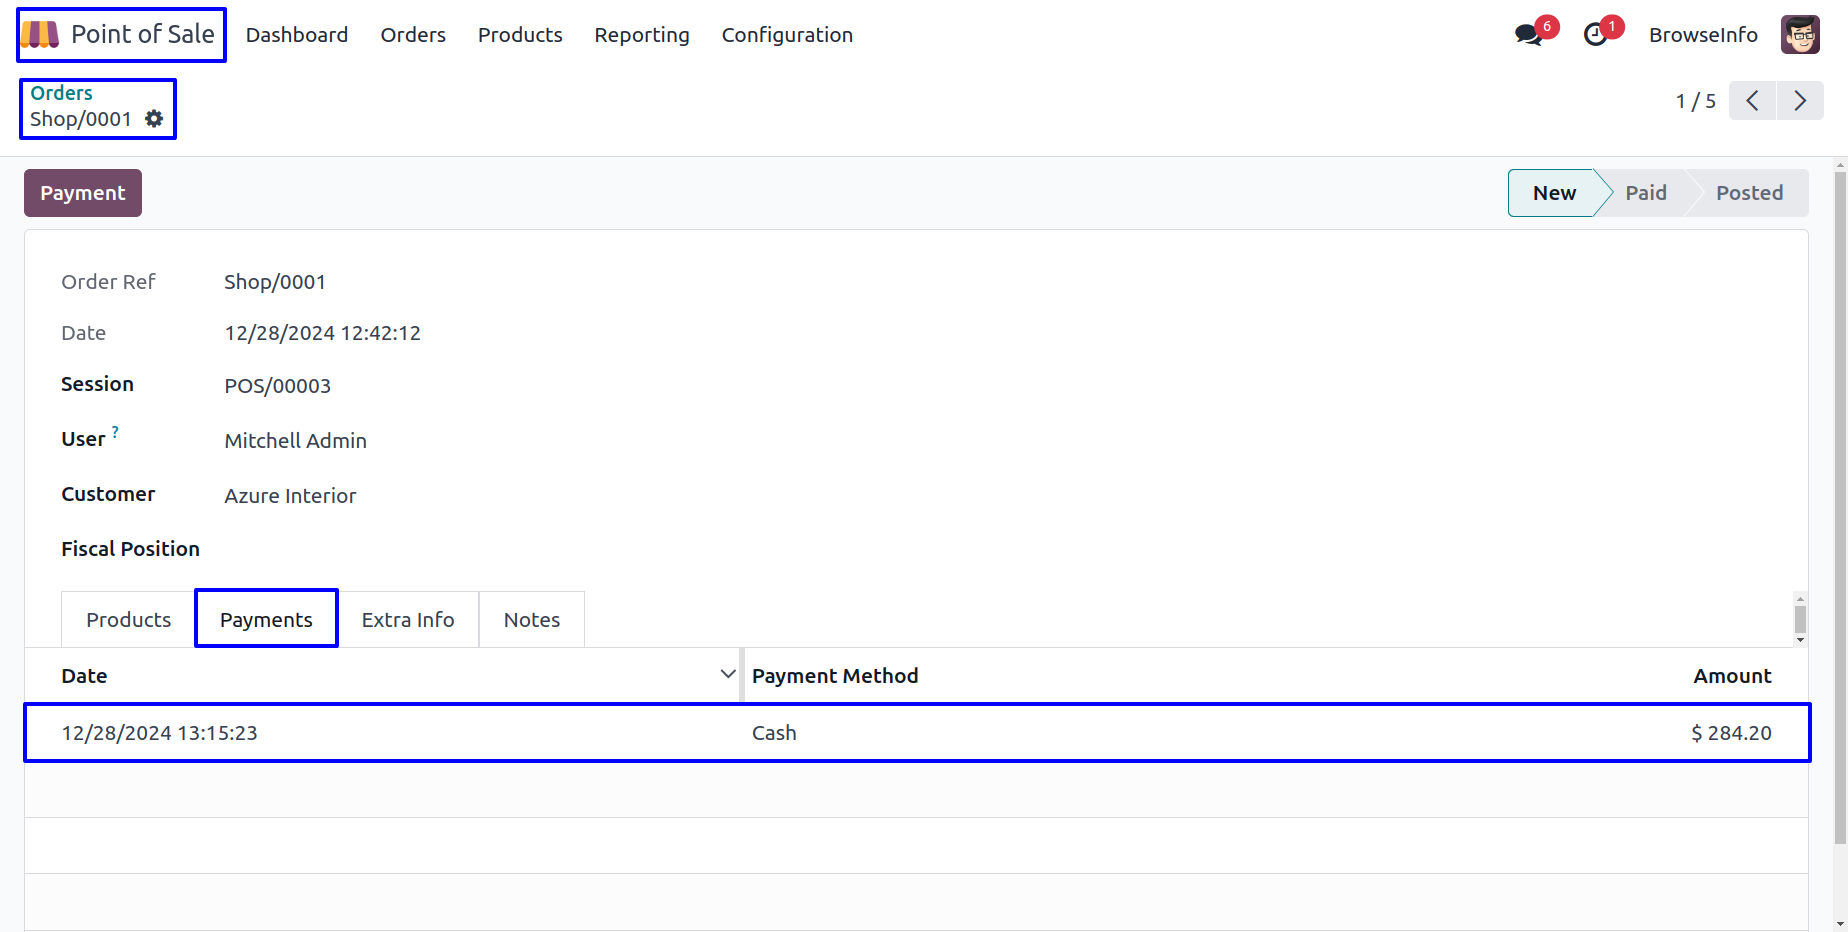 Point of Sale Dashboard Orders Products Reporting Configuration 6 1 BrowseInfo
Orders
Shop/0001 1 / 5
Payment New Paid Posted
Order Ref Shop/0001
Date 12/28/2024 12:42:12
Session POS/00003
User ? Mitchell Admin
Customer Azure Interior
Fiscal Position
Products Payments Extra Info Notes
Date Payment Method Amount
12/28/2024 13:15:23 Cash $ 284.20